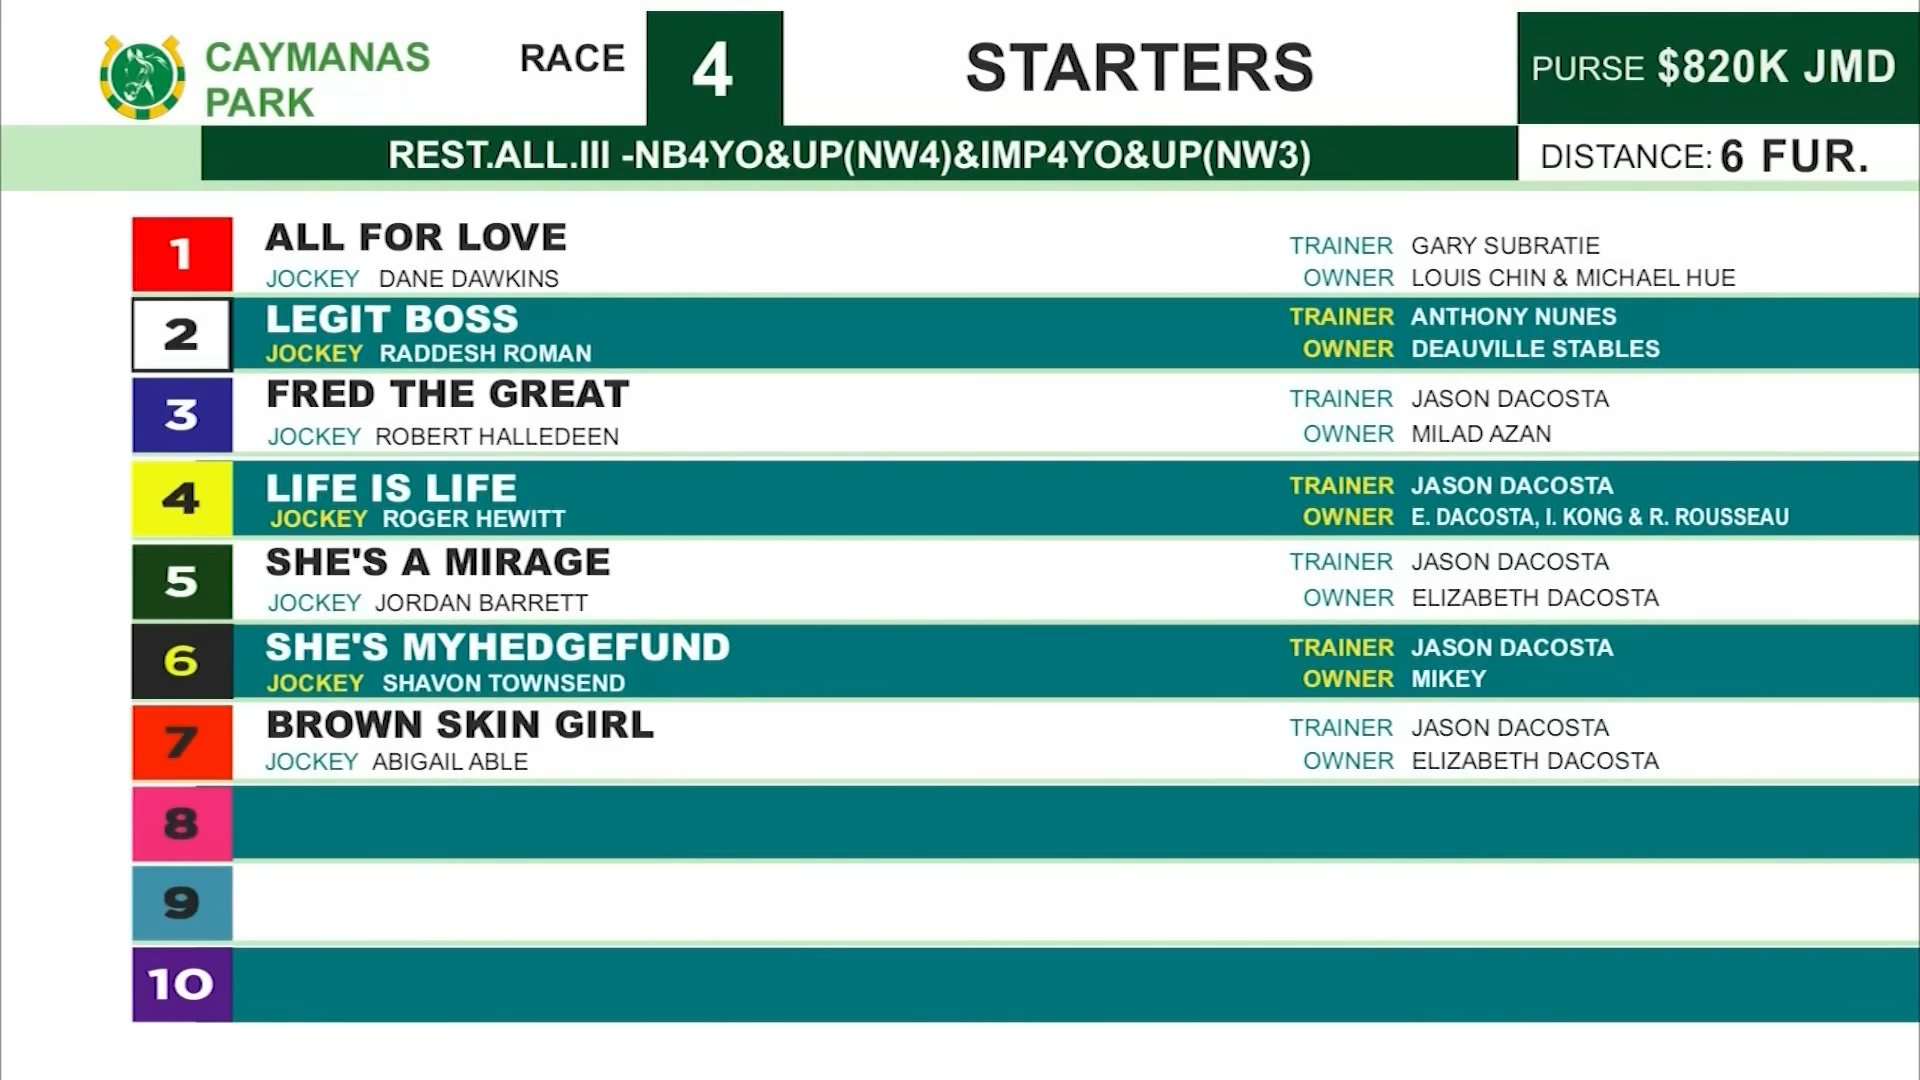 CAYMANAS
PARK
RACE 4
STARTERS
PURSE $820K JMD
REST.ALL.III -NB4YO&UP(NW4)&IMP4YO&UP(NW3)
DISTANCE: 6 FUR.
1
ALL FOR LOVE
JOCKEY DANE DAWKINS
TRAINER GARY SUBRATIE
OWNER LOUIS CHIN & MICHAEL HUE
2
LEGIT BOSS
JOCKEY RADDESH ROMAN
TRAINER ANTHONY NUNES
OWNER DEAUVILLE STABLES
3
FRED THE GREAT
JOCKEY ROBERT HALLEDEEN
TRAINER JASON DACOSTA
OWNER MILAD AZAN
4
LIFE IS LIFE
JOCKEY ROGER HEWITT
TRAINER JASON DACOSTA
OWNER E. DACOSTA, I. KONG & R. ROUSSEAU
5
SHE'S A MIRAGE
JOCKEY JORDAN BARRETT
TRAINER JASON DACOSTA
OWNER ELIZABETH DACOSTA
6
SHE'S MYHEDGEFUND
JOCKEY SHAVON TOWNSEND
TRAINER JASON DACOSTA
OWNER MIKEY
7
BROWN SKIN GIRL
JOCKEY ABIGAIL ABLE
TRAINER JASON DACOSTA
OWNER ELIZABETH DACOSTA
8
9
10